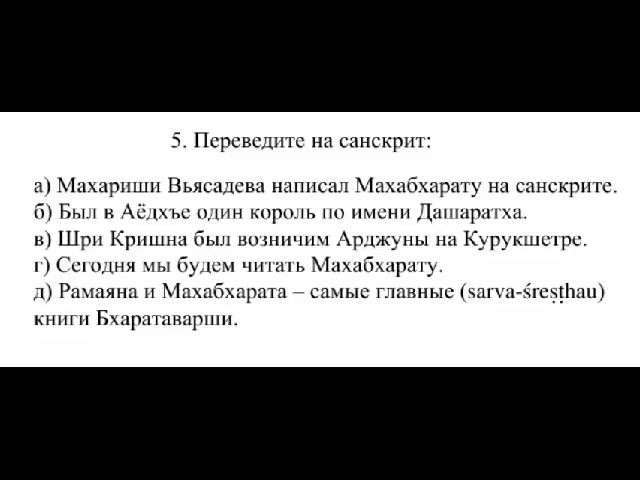 5. Переведите на санскрит:
а) Махариши Вьясадева написал Махабхарату на санскрите.
б) Был в Аёдхъе один король по имени Дашаратха.
в) Шри Кришна был возничим Арджуны на Курукшетре.
г) Сегодня мы будем читать Махабхарату.
д) Рамаяна и Махабхарата – самые главные (sarva-śreṣṭhau)
книги Бхаратаварши.